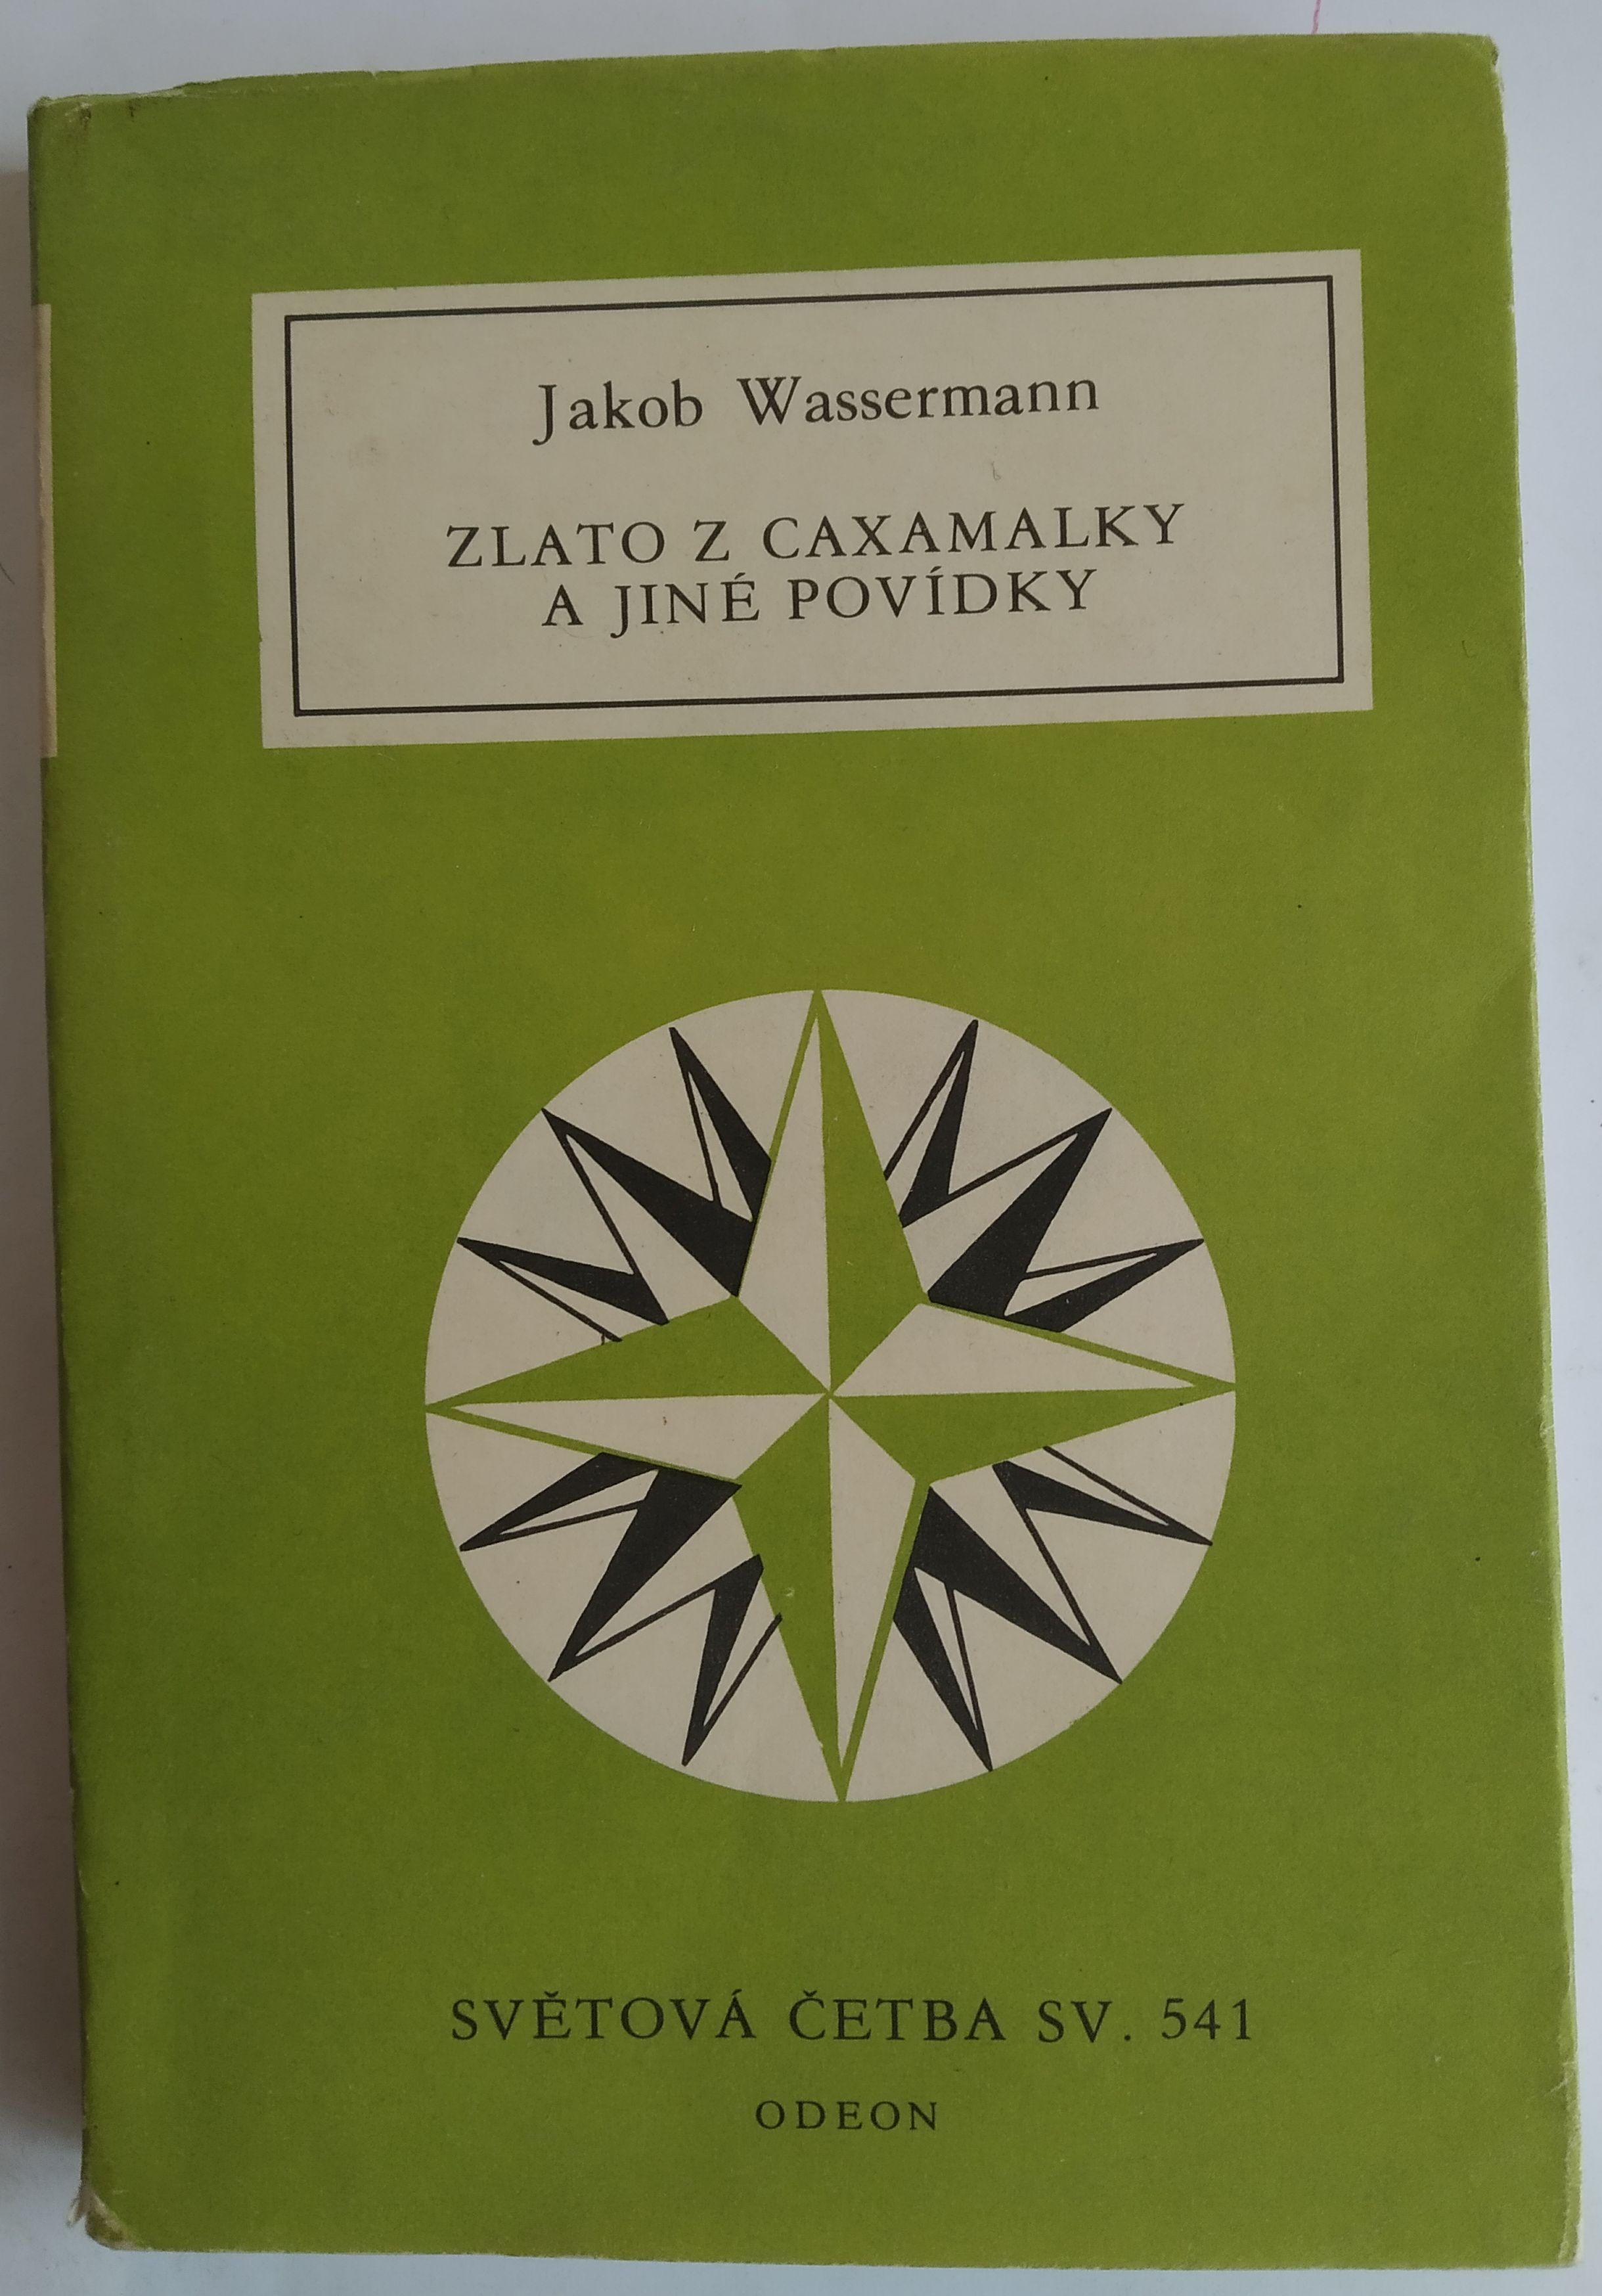 Jakob Wassermann
ZLATO Z CAXAMALKY
A JINÉ POVÍDKY
SVĚTOVÁ ČETBA SV. 541
ODEON